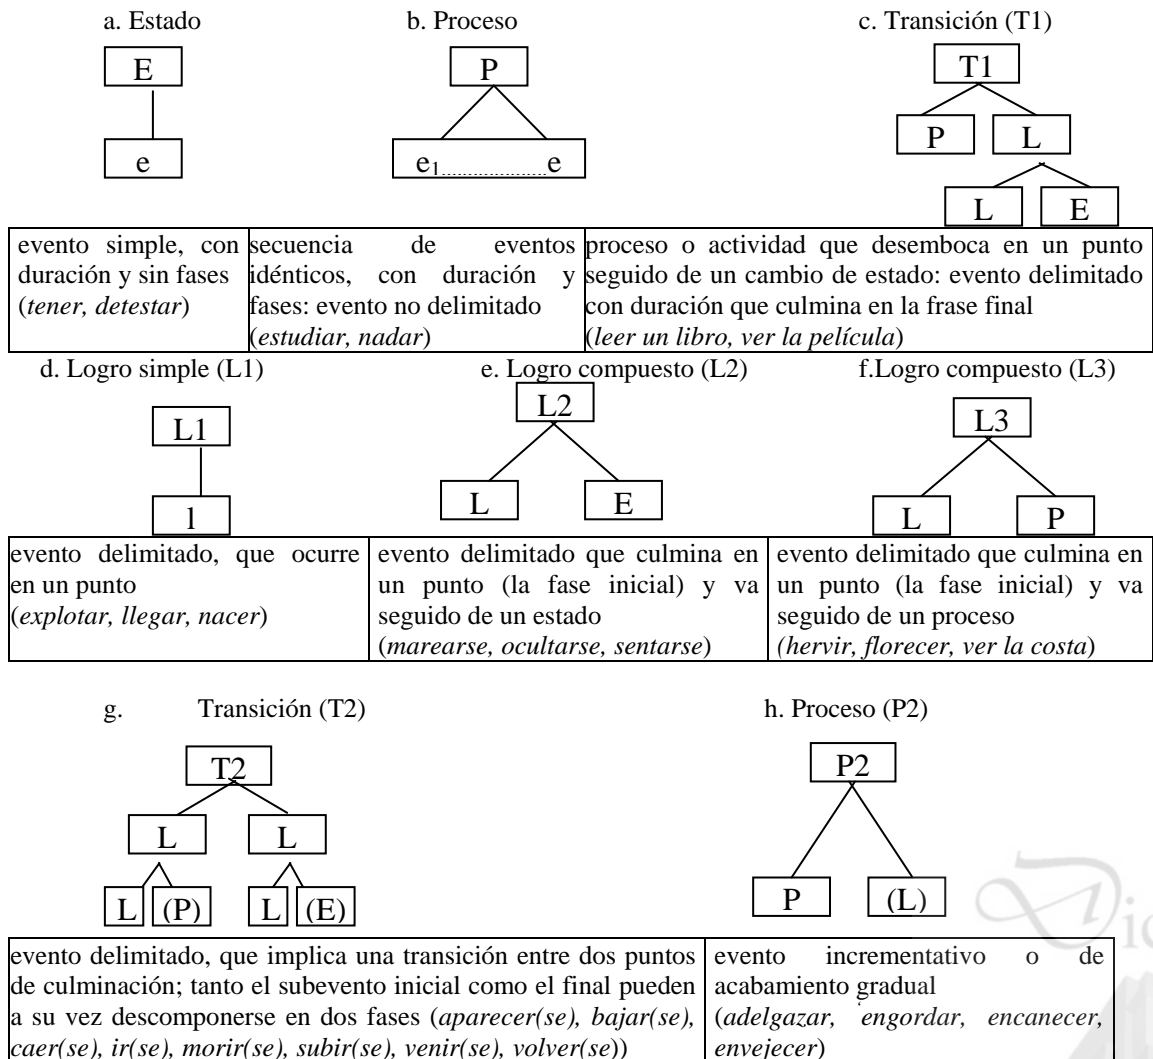 a. Estado b. Proceso c. Transición (T1)
E P T1
P L
e e1....................e
L E
evento simple, con
duración y sin fases
(tener, detestar)
secuencia de eventos
idénticos, con duración y
fases: evento no delimitado
(estudiar, nadar)
proceso o actividad que desemboca en un punto
seguido de un cambio de estado: evento delimitado
con duración que culmina en la frase final
(leer un libro, ver la película)
d. Logro simple (L1) e. Logro compuesto (L2) f.Logro compuesto (L3)
L1 L2 L3
l L E L P
evento delimitado, que ocurre
en un punto
(explotar, llegar, nacer)
evento delimitado que culmina en
un punto (la fase inicial) y va
seguido de un estado
(marearse, ocultarse, sentarse)
evento delimitado que culmina en
un punto (la fase inicial) y va
seguido de un proceso
(hervir, florecer, ver la costa)
g. Transición (T2) h. Proceso (P2)
T2 P2
L L
L (P) L (E) P (L)
evento delimitado, que implica una transición entre dos puntos
de culminación; tanto el subevento inicial como el final pueden
a su vez descomponerse en dos fases (aparecer(se), bajar(se),
caer(se), ir(se), morir(se), subir(se), venir(se), volver(se))
evento incrementativo o de
acabamiento gradual
(adelgazar, engordar, encanecer,
envejecer)